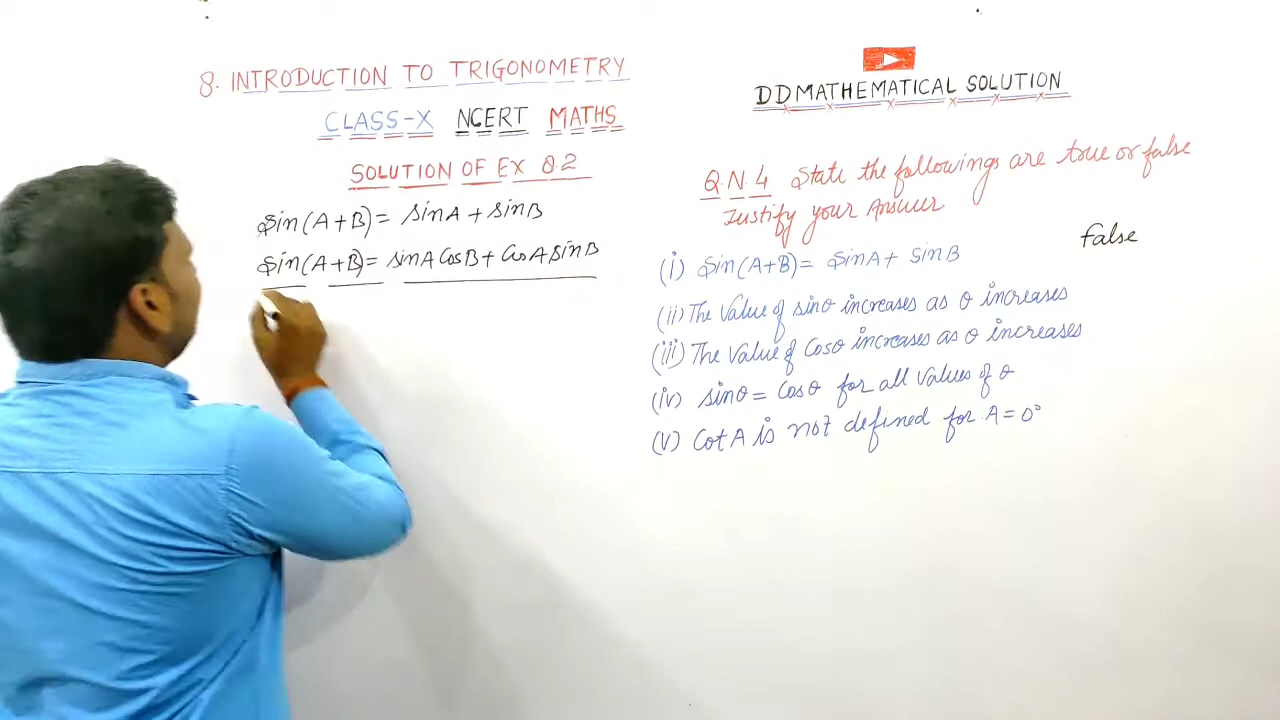 8. INTRODUCTION TO TRIGONOMETRY
CLASS-X NCERT MATHS
SOLUTION OF EX 8.2
Sin(A+B)= sinA + sinB
Sin(A+B)= sinA CosB + CosA sinB
DDMATHEMATICAL SOLUTION
Q.N.4 State the followings are true or false
Justify your Answer
false
(i) Sin(A+B)= SinA + sinB
(ii) The Value of sinθ increases as θ increases
(iii) The Value of Cosθ increases as θ increases
(iv) sinθ = Cosθ for all Values of θ
(v) CotA is not defined for A = 0°